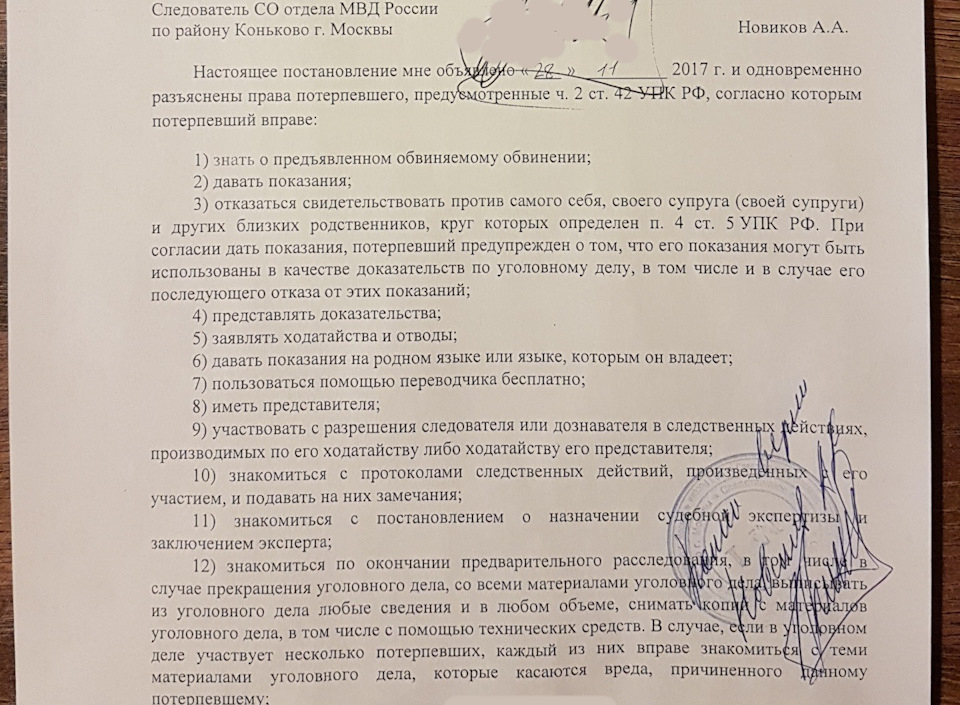 Следователь СО отдела МВД России
по району Коньково г. Москвы Новиков А.А.
Настоящее постановление мне объявлено «28» 11 2017 г. и одновременно
разъяснены права потерпевшего, предусмотренные ч. 2 ст. 42 УПК РФ, согласно которым
потерпевший вправе:
1) знать о предъявленном обвиняемому обвинении;
2) давать показания;
3) отказаться свидетельствовать против самого себя, своего супруга (своей супруги)
и других близких родственников, круг которых определен п. 4 ст. 5 УПК РФ. При
согласии дать показания, потерпевший предупрежден о том, что его показания могут быть
использованы в качестве доказательств по уголовному делу, в том числе и в случае его
последующего отказа от этих показаний;
4) представлять доказательства;
5) заявлять ходатайства и отводы;
6) давать показания на родном языке или языке, которым он владеет;
7) пользоваться помощью переводчика бесплатно;
8) иметь представителя;
9) участвовать с разрешения следователя или дознавателя в следственных действиях,
производимых по его ходатайству либо ходатайству его представителя;
10) знакомиться с протоколами следственных действий, произведенных с его
участием, и подавать на них замечания;
11) знакомиться с постановлением о назначении судебной экспертизы и
заключением эксперта;
12) знакомиться по окончании предварительного расследования, в том числе в
случае прекращения уголовного дела, со всеми материалами уголовного дела, выписывать
из уголовного дела любые сведения и в любом объеме, снимать копии с материалов
уголовного дела, в том числе с помощью технических средств. В случае, если в уголовном
деле участвует несколько потерпевших, каждый из них вправе знакомиться с теми
материалами уголовного дела, которые касаются вреда, причиненного данному
потерпевшему;